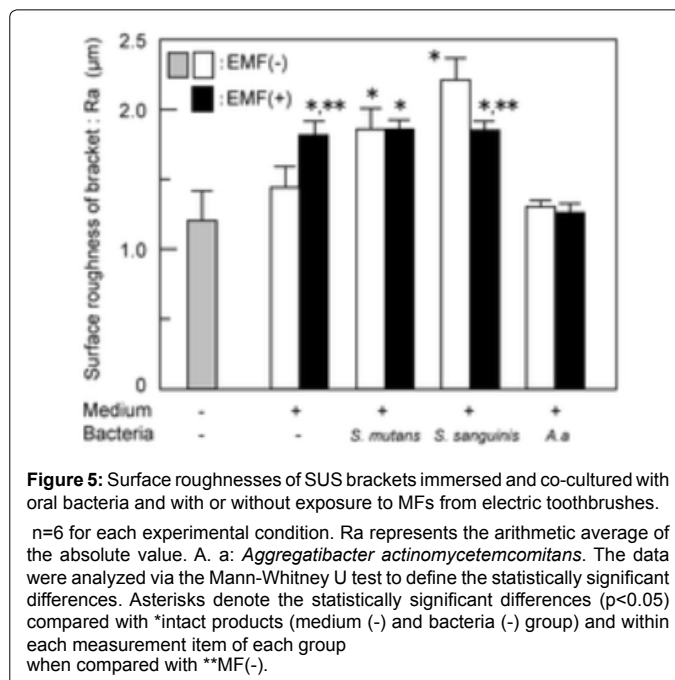 2.5
: EMF(-)
: EMF(+)
*
*,**
*
*
*,**
2.0
1.0
0
Surface roughness of bracket : Ra (μm)
Medium - + + + +
Bacteria - - S. mutans S. sanguinis A.a
Figure 5: Surface roughnesses of SUS brackets immersed and co-cultured with
oral bacteria and with or without exposure to MFs from electric toothbrushes.
n=6 for each experimental condition. Ra represents the arithmetic average of
the absolute value. A. a: Aggregatibacter actinomycetemcomitans. The data
were analyzed via the Mann-Whitney U test to define the statistically significant
differences. Asterisks denote the statistically significant differences (p<0.05)
compared with *intact products (medium (-) and bacteria (-) group) and within
each measurement item of each group
when compared with **MF(-).